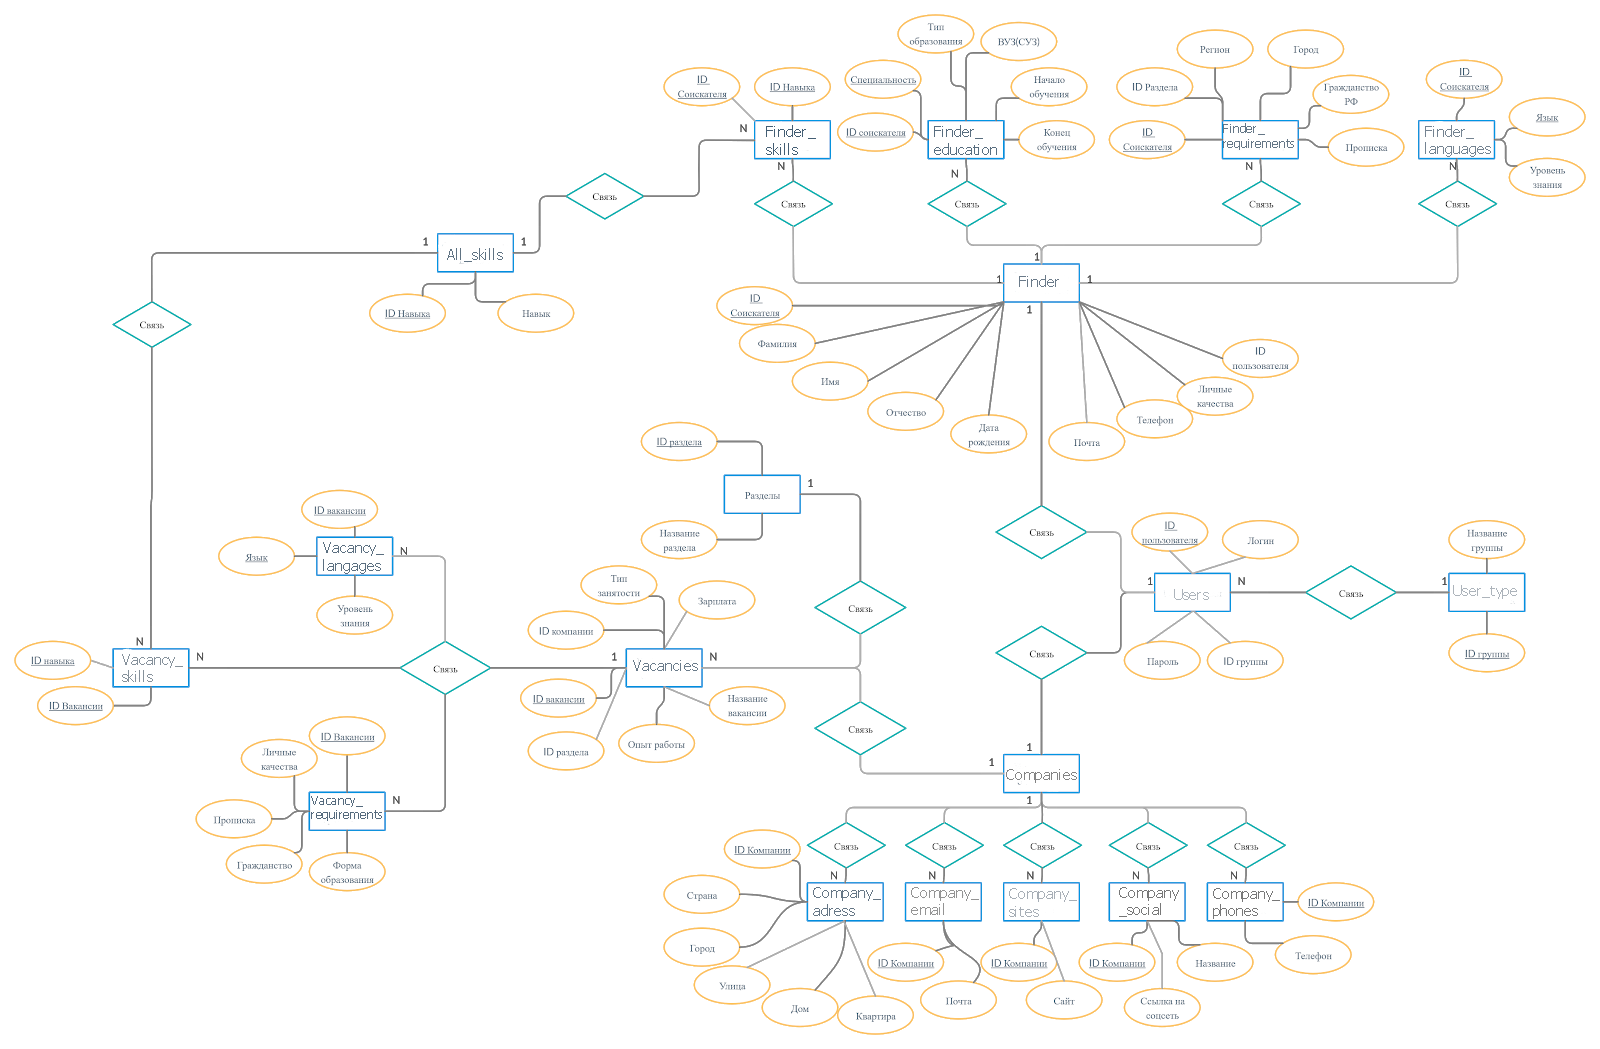 Тип
образования
ВУЗ(СУЗ)
Специальность
Начало
обучения
ID соискателя
Конец
обучения
Finder_
education
N
Связь
ID
Соискателя
ID Навыка
Finder_
skills
N
N
Связь
Связь
Регион
Город
ID Раздела
Гражданство
РФ
ID
Соискателя
Прописка
Finder_
requirements
N
Связь
ID
Соискателя
Язык
Уровень
знания
Finder_
languages
N
Связь
1
All_skills
1
ID Навыка
Навык
Связь
1
1
Finder
1
1
ID
Соискателя
Фамилия
Имя
Отчество
Дата
рождения
Почта
Телефон
Личные
качества
ID
пользователя
ID раздела
Разделы
1
Название
раздела
Связь
ID вакансии
Язык
Vacancy_
langages
N
Уровень
знания
Связь
ID
пользователя
Логин
1
Users
N
Пароль
ID группы
Связь
Название
группы
1
User_type
ID группы
Связь
N
ID навыка
Vacancy_
skills
N
ID Вакансии
Связь
Тип
занятости
Зарплата
ID компании
1
Vacancies
N
ID вакансии
Название
вакансии
ID раздела
Опыт работы
Связь
ID Вакансии
Личные
качества
Vacancy_
requirements
N
Прописка
Гражданство
Форма
образования
1
1
Companies
1
Связь
Связь
Связь
Связь
Связь
N
N
N
N
N
ID Компании
Company_
adress
Страна
Город
Улица
Дом
Квартира
Company_
email
ID Компании
Почта
Company_
sites
ID Компании
Сайт
Company
_social
ID Компании
Название
Ссылка на
соцсеть
Company_
phones
ID Компании
Телефон